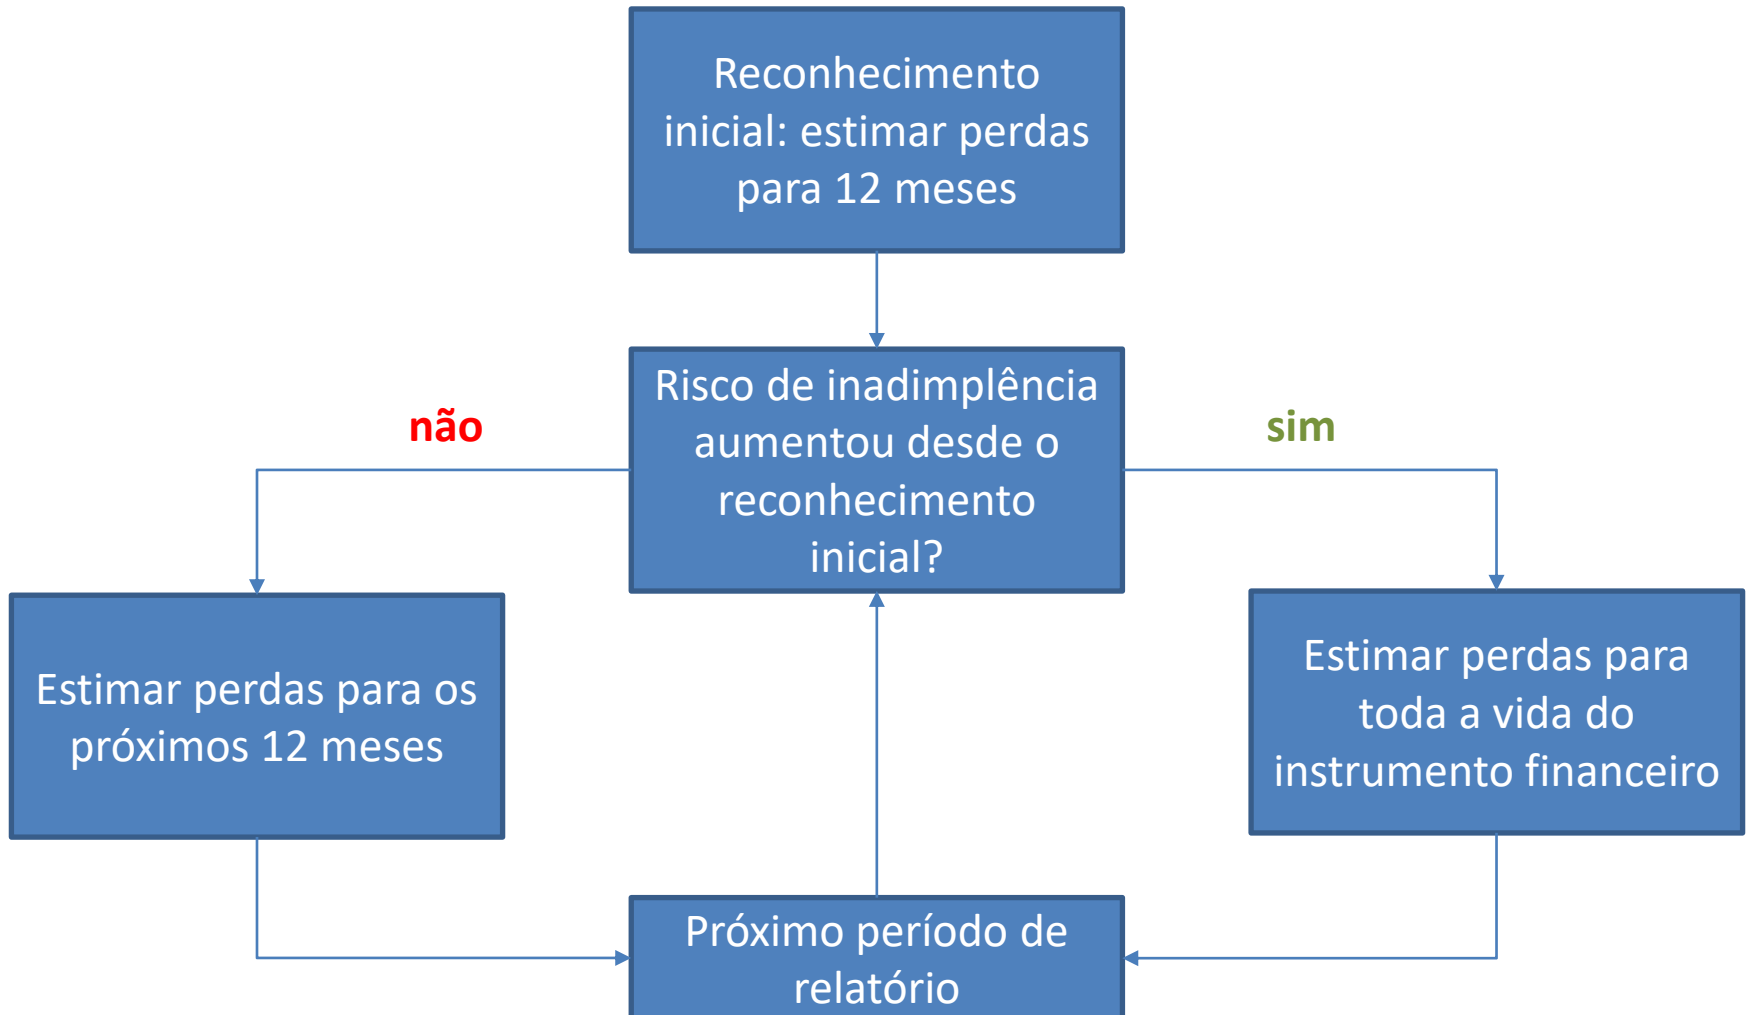 Reconhecimento
inicial: estimar perdas
para 12 meses
Risco de inadimplência
aumentou desde o
reconhecimento
inicial?
não
sim
Estimar perdas para os
próximos 12 meses
Estimar perdas para
toda a vida do
instrumento financeiro
Próximo período de
relatório